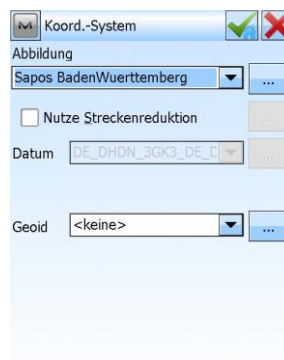 Koord.-System
Abbildung
Sapos BadenWuerttemberg
...
Nutze Streckenreduktion
...
Datum DE_DHDN_3GK3_DE_D
...
Geoid <keine>
...